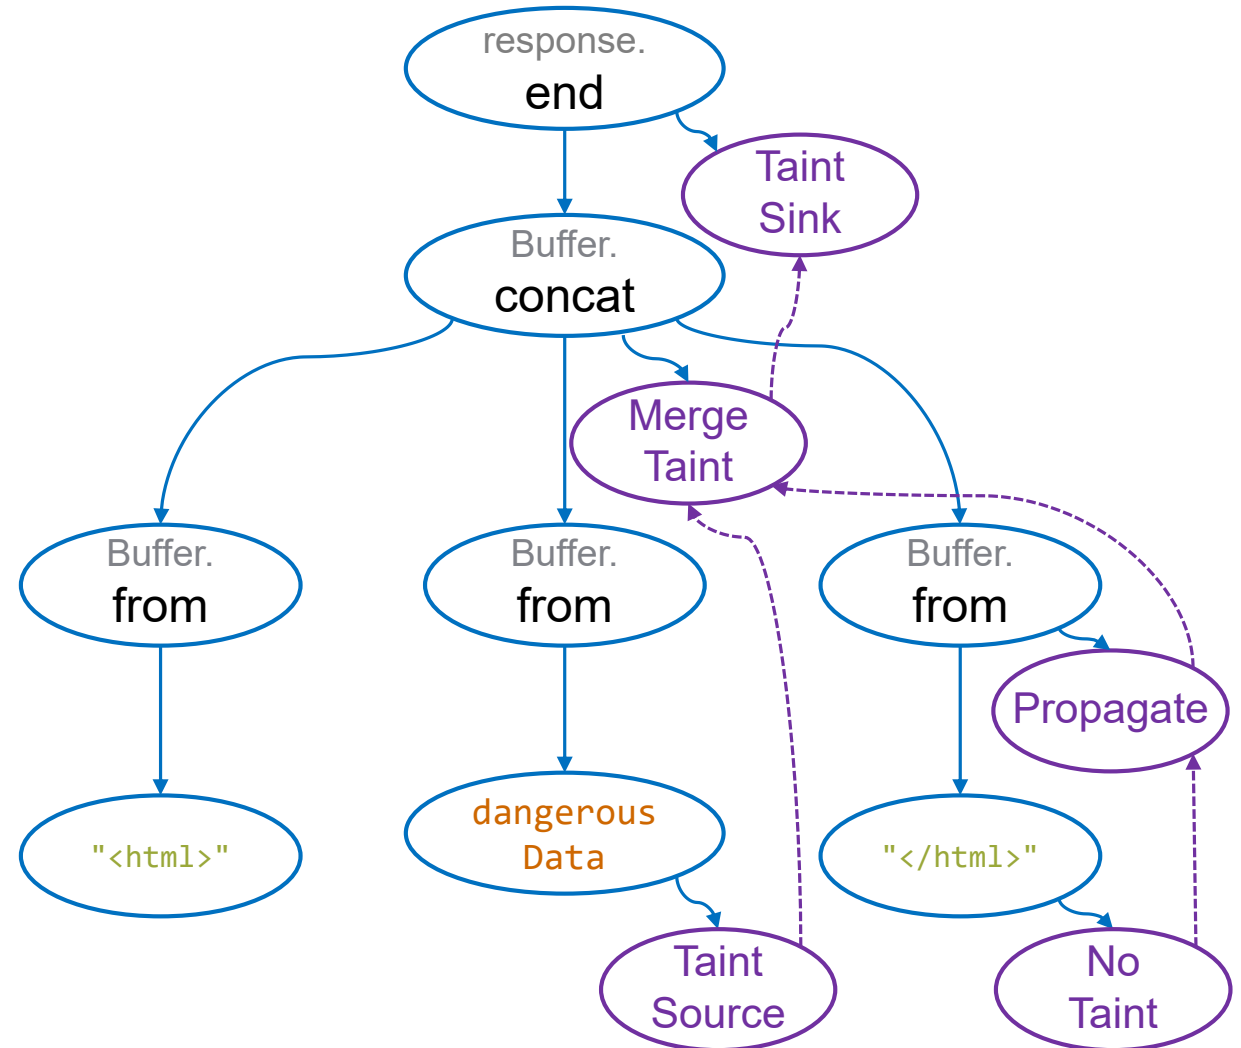 response.
end
Taint
Sink
Buffer.
concat
Merge
Taint
Buffer.
from
Buffer.
from
Buffer.
from
Propagate
"<html>"
dangerous
Data
"</html>"
Taint
Source
No
Taint